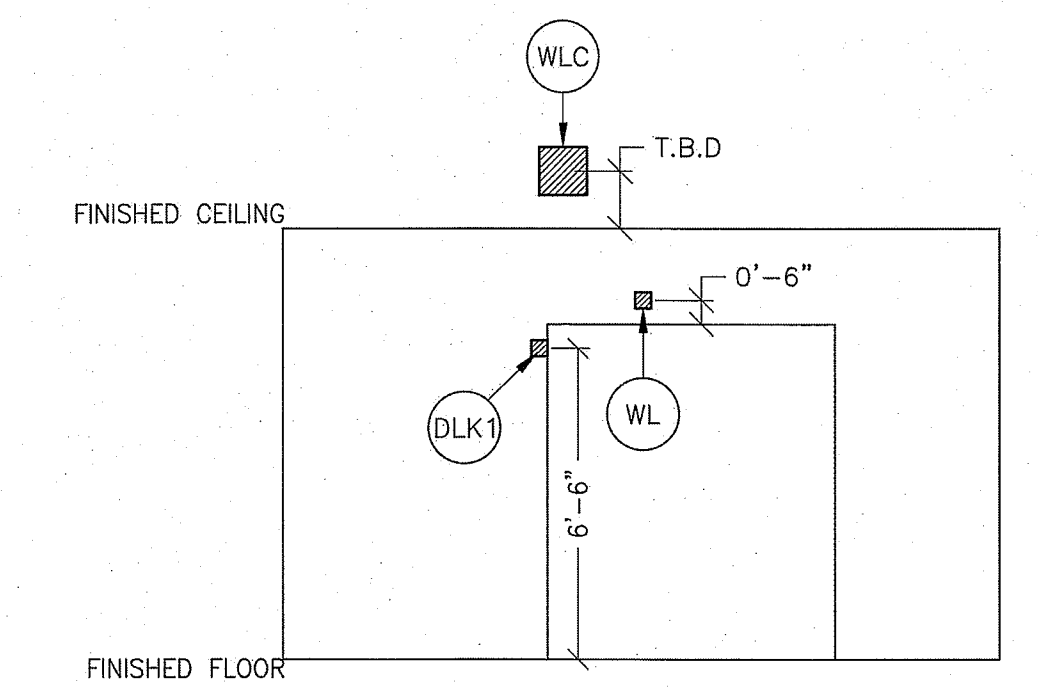 WLC
T.B.D
FINISHED CEILING
0'-6"
DLK1
WL
6'-6"
FINISHED FLOOR